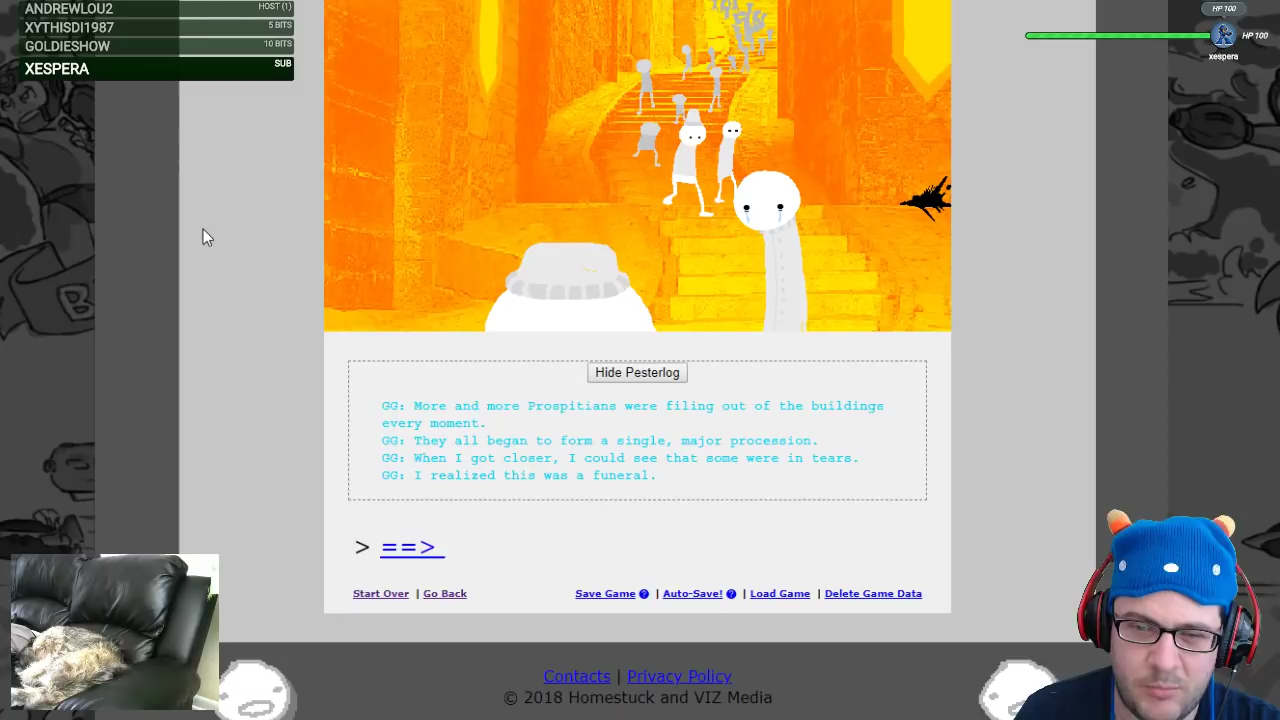 ANDREWLOU2 HOST (1)
XYTHISDI1987 5 BITS
GOLDIESHOW 10 BITS
XESPERA SUB
HP 100
HP 100
xespera
Hide Pesterlog
GG: More and more Prospitians were filing out of the buildings
every moment.
GG: They all began to form a single, major procession.
GG: When I got closer, I could see that some were in tears.
GG: I realized this was a funeral.
> ==>
Start Over | Go Back Save Game ? | Auto-Save! ? | Load Game | Delete Game Data
Contacts | Privacy Policy
© 2018 Homestuck and VIZ Media
B